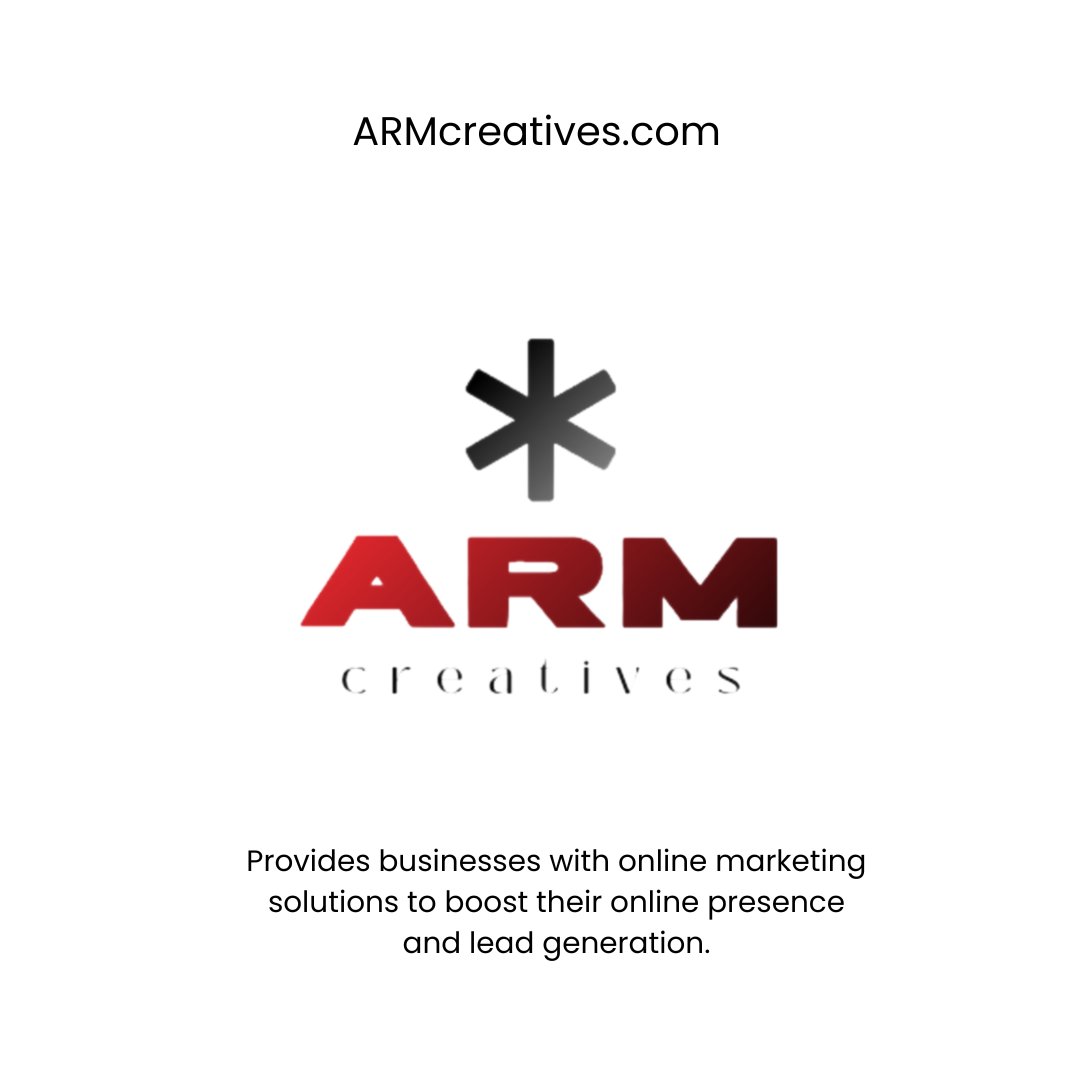 ARMcreatives.com
ARM
creatives
Provides businesses with online marketing
solutions to boost their online presence
and lead generation.